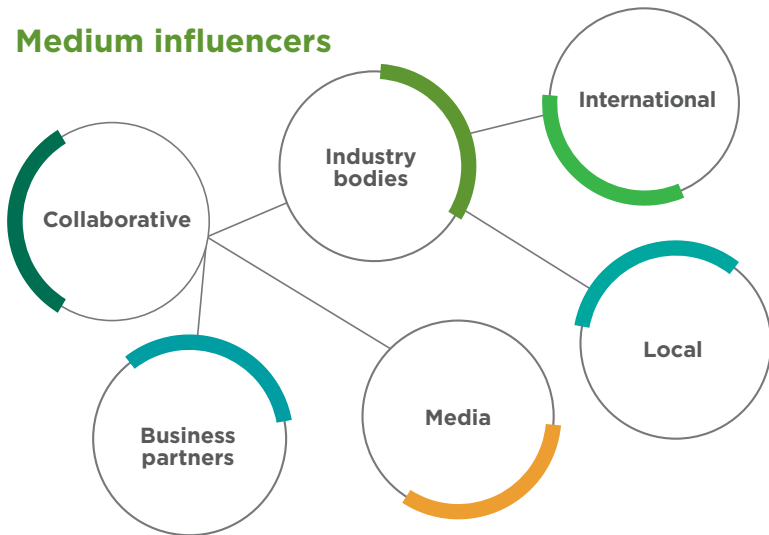 Medium influencers
International
Industry
bodies
Collaborative
Local
Media
Business
partners